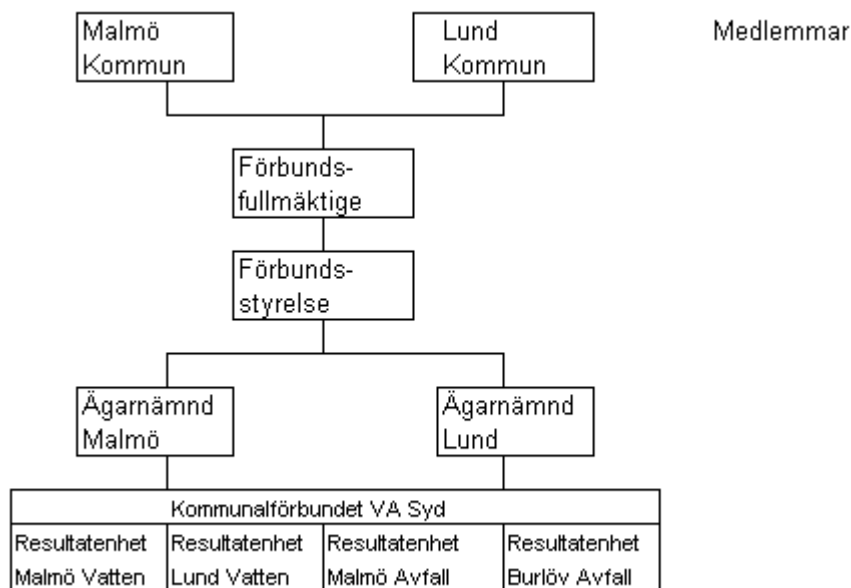 Malmö
Kommun
Lund
Kommun
Medlemmar
Förbunds-
fullmäktige
Förbunds-
styrelse
Ägarnämnd
Malmö
Ägarnämnd
Lund
Kommunalförbundet VA Syd
Resultatenhet
Malmö Vatten
Resultatenhet
Lund Vatten
Resultatenhet
Malmö Avfall
Resultatenhet
Burlöv Avfall